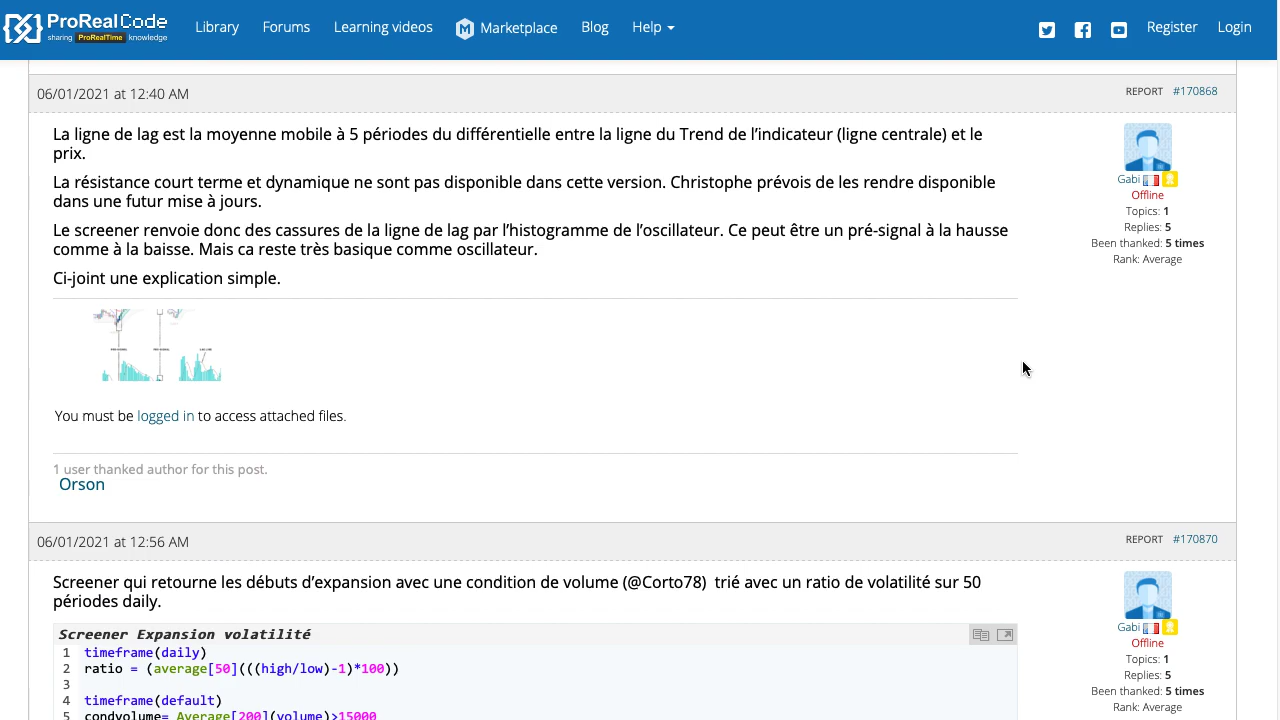 ProRealCode
sharing ProRealTime knowledge
Library Forums Learning videos Marketplace Blog Help Register Login
06/01/2021 at 12:40 AM REPORT #170868
La ligne de lag est la moyenne mobile à 5 périodes du différentielle entre la ligne du Trend de l’indicateur (ligne centrale) et le
prix.
La résistance court terme et dynamique ne sont pas disponible dans cette version. Christophe prévois de les rendre disponible
dans une futur mise à jours.
Le screener renvoie donc des cassures de la ligne de lag par l’histogramme de l’oscillateur. Ce peut être un pré-signal à la hausse
comme à la baisse. Mais ca reste très basique comme oscillateur.
Ci-joint une explication simple.
Gabi
Offline
Topics: 1
Replies: 5
Been thanked: 5 times
Rank: Average
You must be logged in to access attached files.
1 user thanked author for this post.
Orson
06/01/2021 at 12:56 AM REPORT #170870
Screener qui retourne les débuts d’expansion avec une condition de volume (@Corto78) trié avec un ratio de volatilité sur 50
périodes daily.
Gabi
Offline
Topics: 1
Replies: 5
Been thanked: 5 times
Rank: Average
Screener Expansion volatilité
1 timeframe(daily)
2 ratio = (average[50](((high/low)-1)*100))
3
4 timeframe(default)
5 condvolume= Average[200](volume)>15000